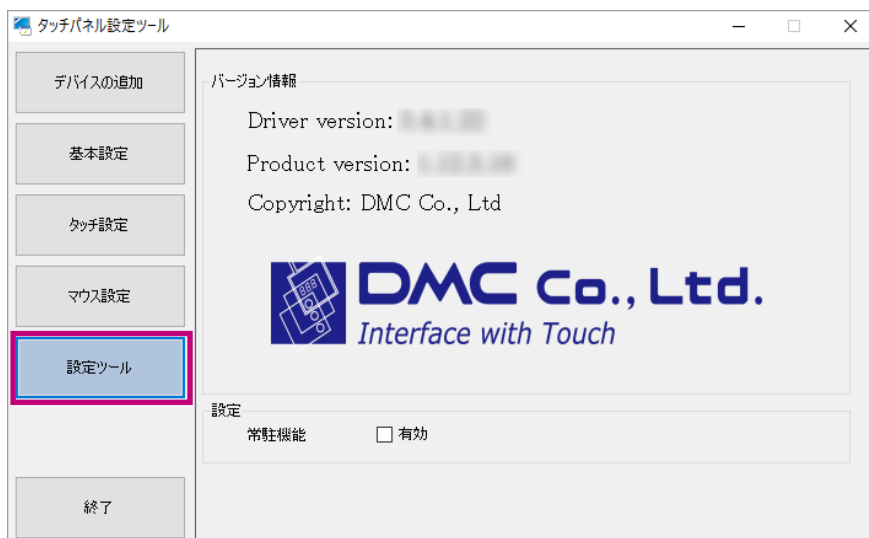 タッチパネル設定ツール
デバイスの追加
基本設定
タッチ設定
マウス設定
設定ツール
終了
バージョン情報
Driver version:
Product version:
Copyright: DMC Co., Ltd
DMC Co., Ltd.
Interface with Touch
設定
常駐機能 有効